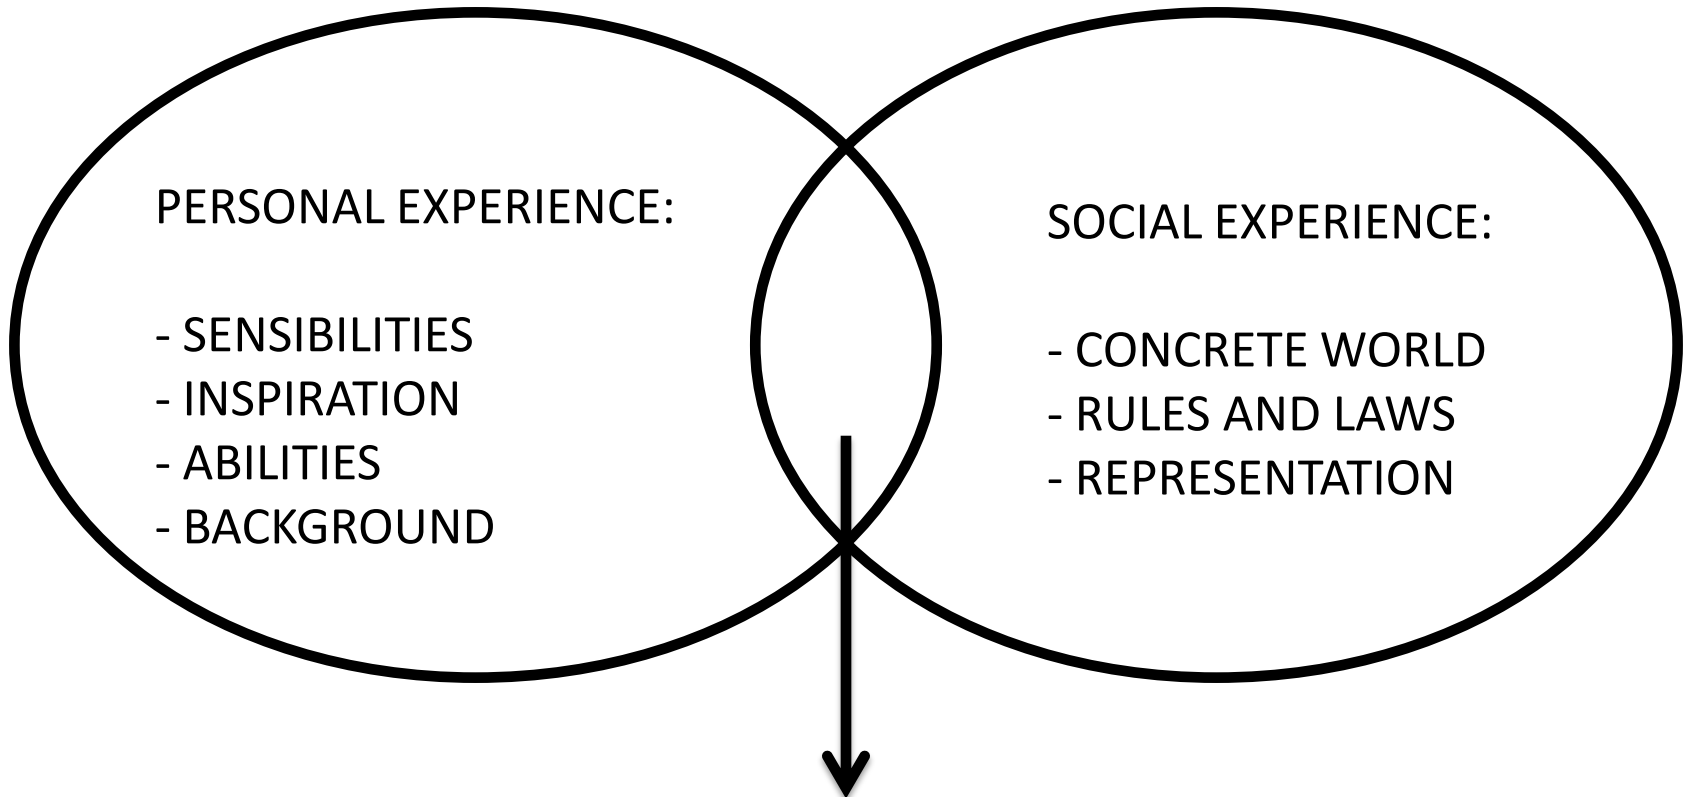 PERSONAL EXPERIENCE:
- SENSIBILITIES
- INSPIRATION
- ABILITIES
- BACKGROUND
SOCIAL EXPERIENCE:
- CONCRETE WORLD
- RULES AND LAWS
- REPRESENTATION